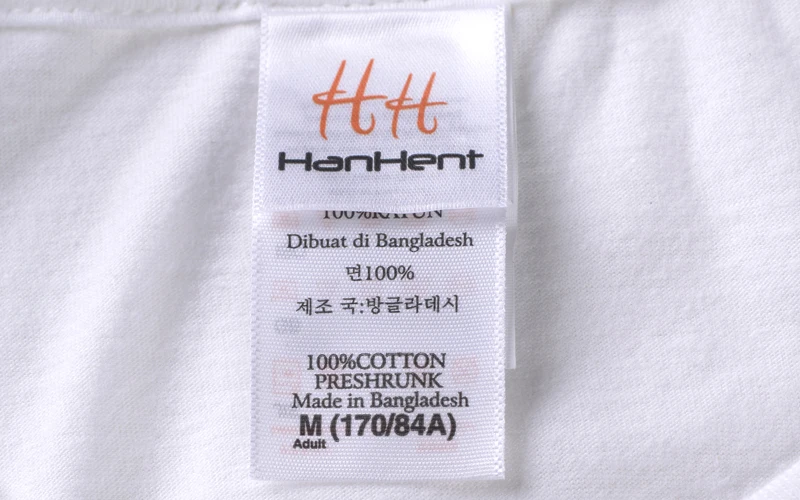 HH
HanHent
100%KATUN
Dibuat di Bangladesh
면100%
제조 국:방글라데시
100%COTTON
PRESHRUNK
Made in Bangladesh
M (170/84A)
Adult